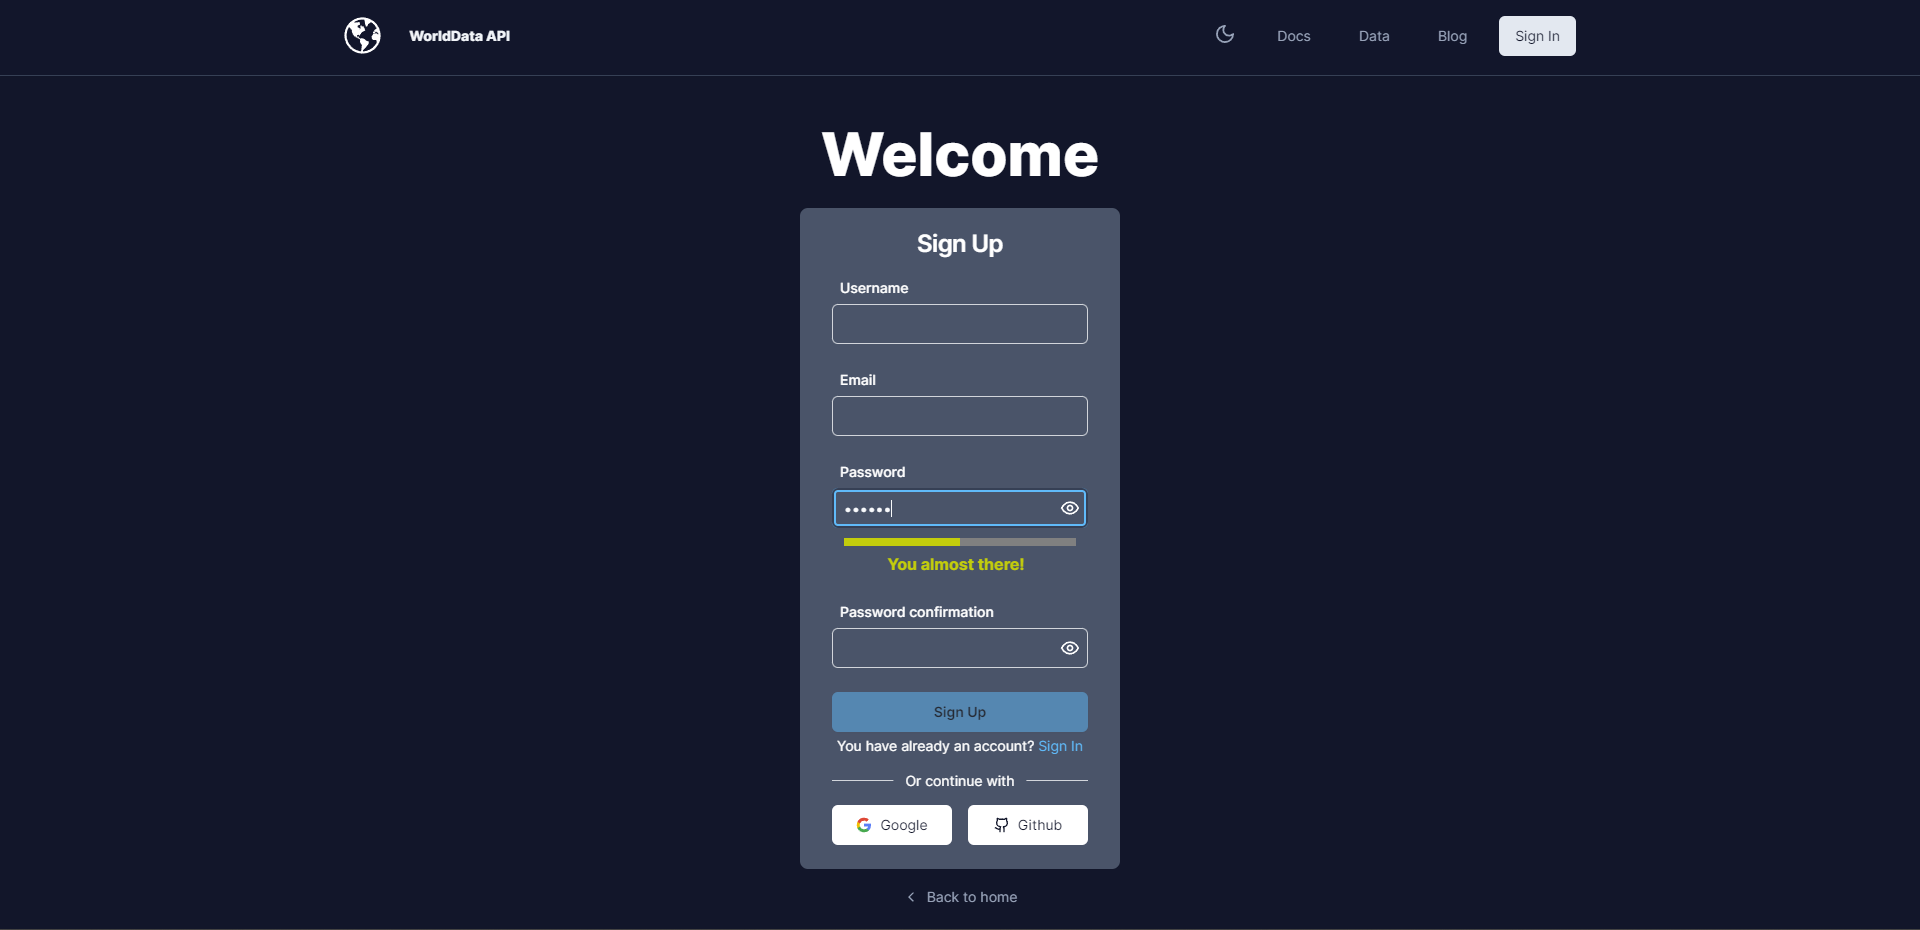 WorldData API
Docs
Data
Blog
Sign In
Welcome
Sign Up
Username
Email
Password
••••••
You almost there!
Password confirmation
Sign Up
You have already an account? Sign In
Or continue with
Google
Github
Back to home